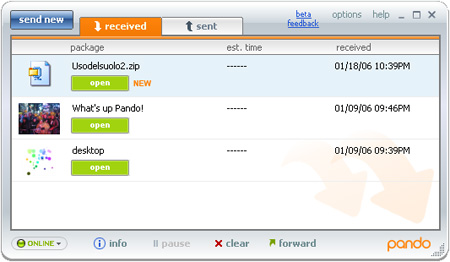 send new
received
sent
beta
feedback
options
help
package
est. time
received
Usodelsuolo2.zip
------
01/18/06 10:39PM
open
NEW
What's up Pando!
------
01/09/06 09:46PM
open
desktop
------
01/09/06 09:39PM
open
ONLINE
info
pause
clear
forward
pando